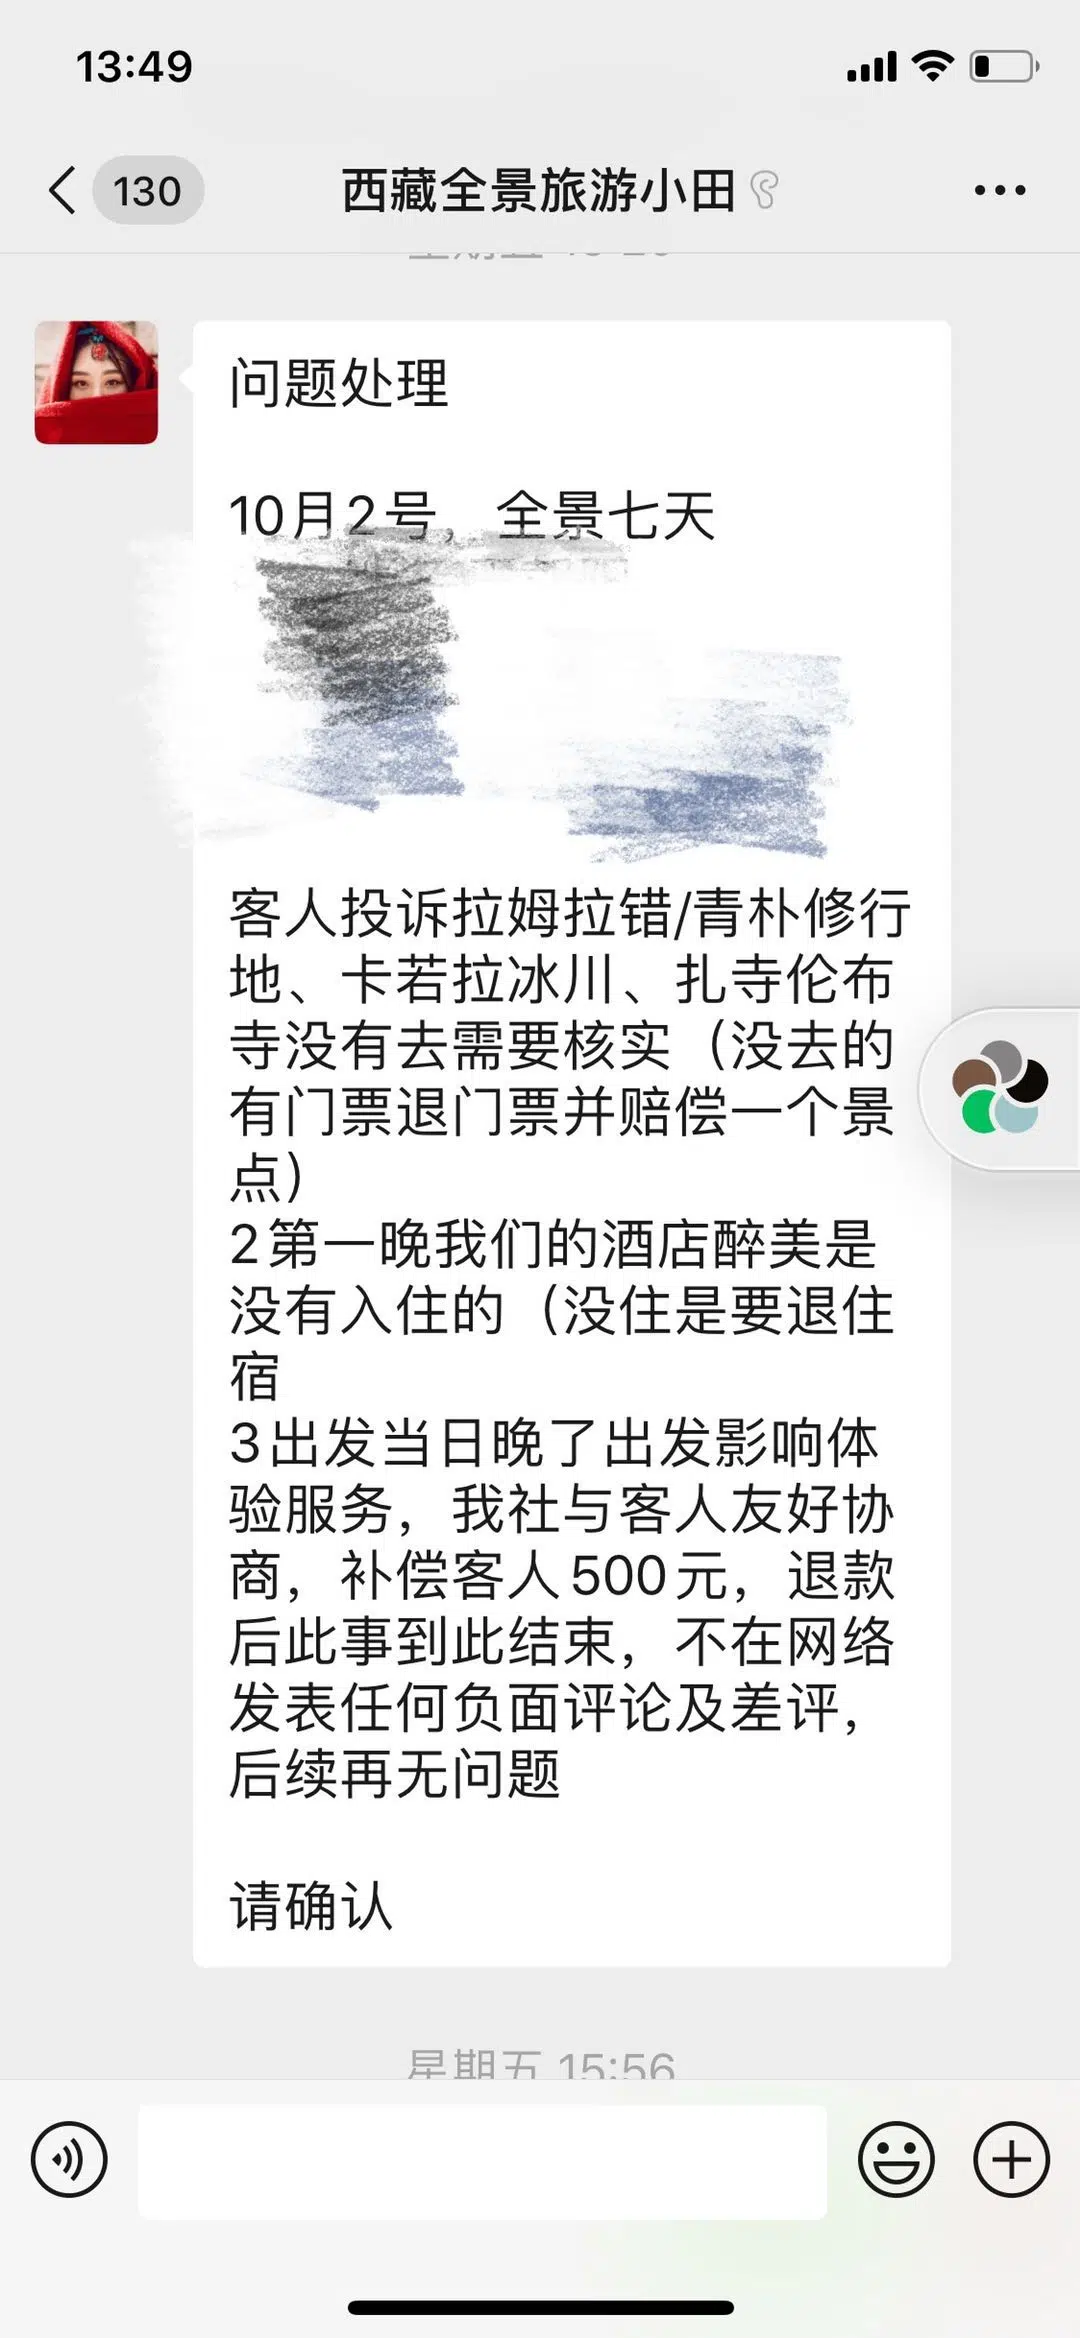 13:49
130
西藏全景旅游小田
问题处理
10月2号，全景七天
客人投诉拉姆拉错/青朴修行
地、卡若拉冰川、扎寺伦布
寺没有去需要核实（没去的
有门票退门票并赔偿一个景
点）
2第一晚我们的酒店醉美是
没有入住的（没住是要退住
宿
3出发当日晚了出发影响体
验服务，我社与客人友好协
商，补偿客人500元，退款
后此事到此结束，不在网络
发表任何负面评论及差评，
后续再无问题
请确认
星期五 15:56